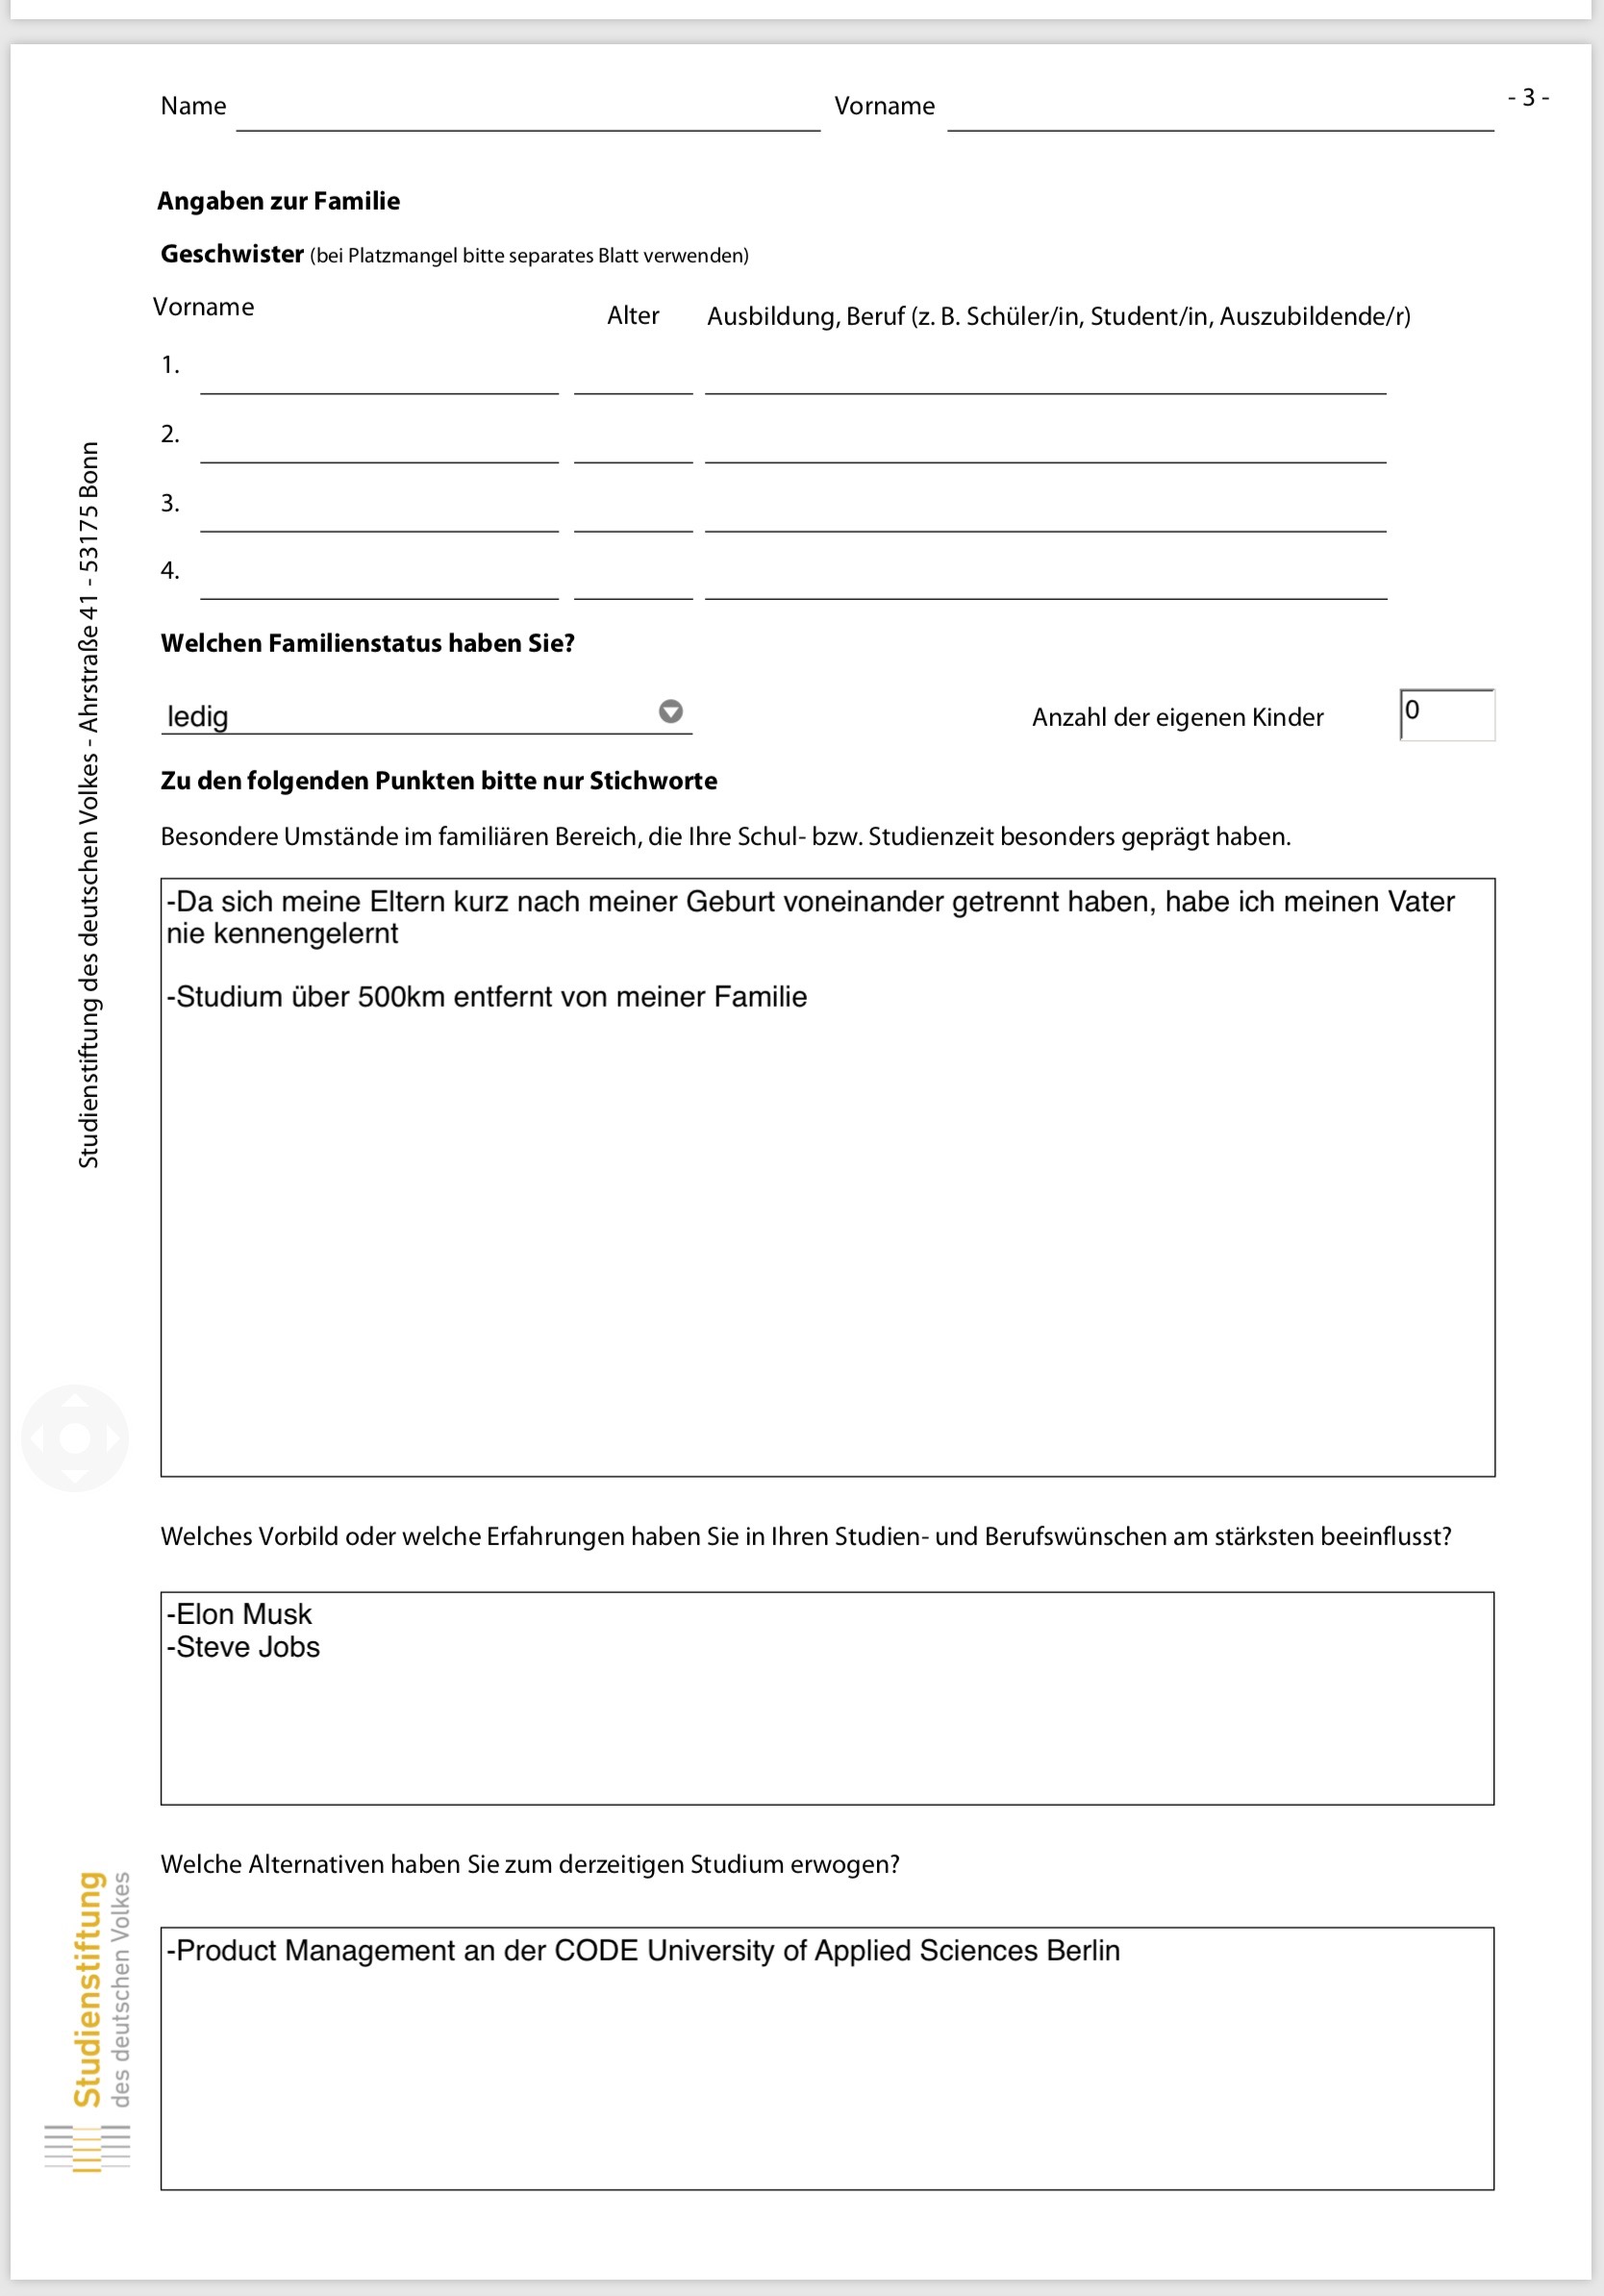 Name Vorname - 3 -
Angaben zur Familie
Geschwister (bei Platzmangel bitte separates Blatt verwenden)
Vorname Alter Ausbildung, Beruf (z. B. Schüler/in, Student/in, Auszubildende/r)
1.
2.
3.
4.
Welchen Familienstatus haben Sie?
ledig Anzahl der eigenen Kinder 0
Zu den folgenden Punkten bitte nur Stichworte
Besondere Umstände im familiären Bereich, die Ihre Schul- bzw. Studienzeit besonders geprägt haben.
-Da sich meine Eltern kurz nach meiner Geburt voneinander getrennt haben, habe ich meinen Vater
nie kennengelernt
-Studium über 500km entfernt von meiner Familie
Welches Vorbild oder welche Erfahrungen haben Sie in Ihren Studien- und Berufswünschen am stärksten beeinflusst?
-Elon Musk
-Steve Jobs
Welche Alternativen haben Sie zum derzeitigen Studium erwogen?
-Product Management an der CODE University of Applied Sciences Berlin
Studienstiftung des deutschen Volkes - Ahrstraße 41 - 53175 Bonn
Studienstiftung
des deutschen Volkes